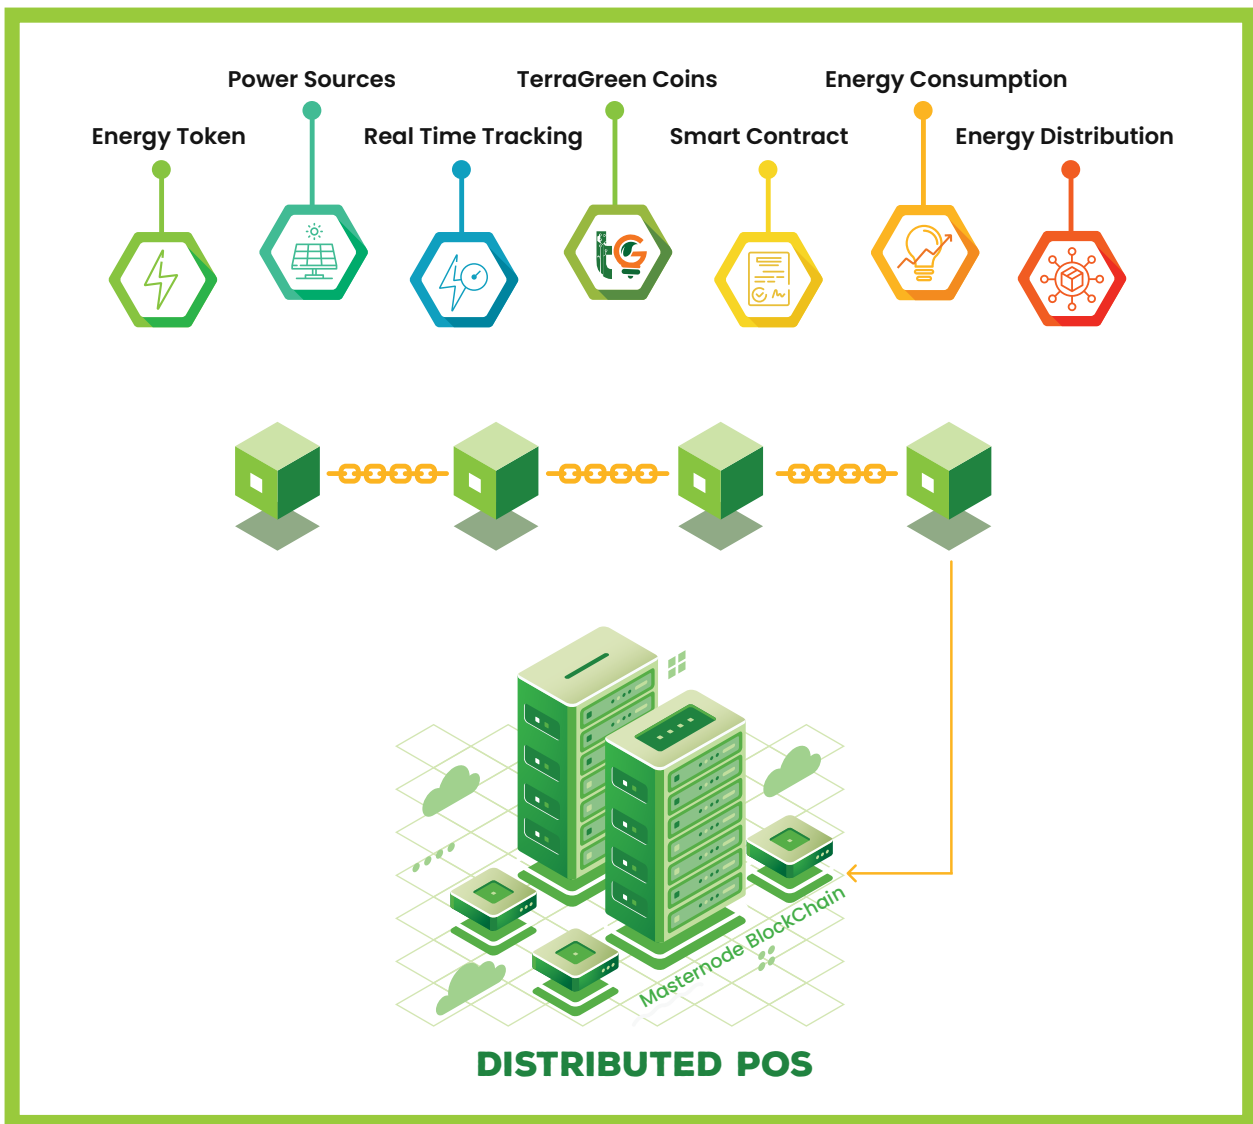 Power Sources
TerraGreen Coins
Energy Consumption
Energy Token
Real Time Tracking
Smart Contract
Energy Distribution
tG
Masternode BlockChain
DISTRIBUTED POS